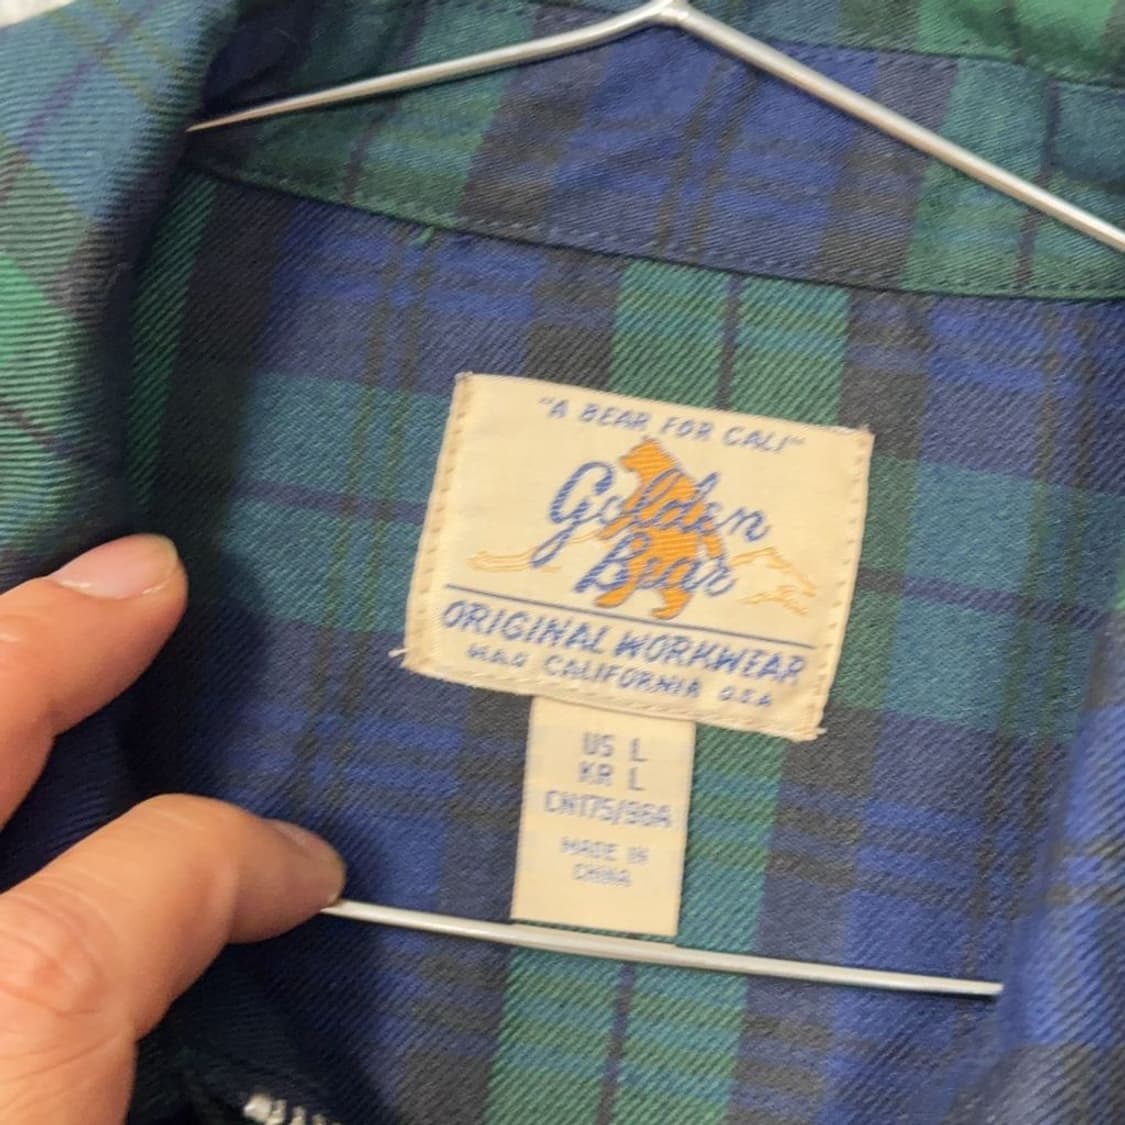 "A BEAR FOR CALI"
Golden
Bear
ORIGINAL WORKWEAR
CALIFORNIA U.S.A
US L
KR L
CN175/96A
MADE IN
CHINA